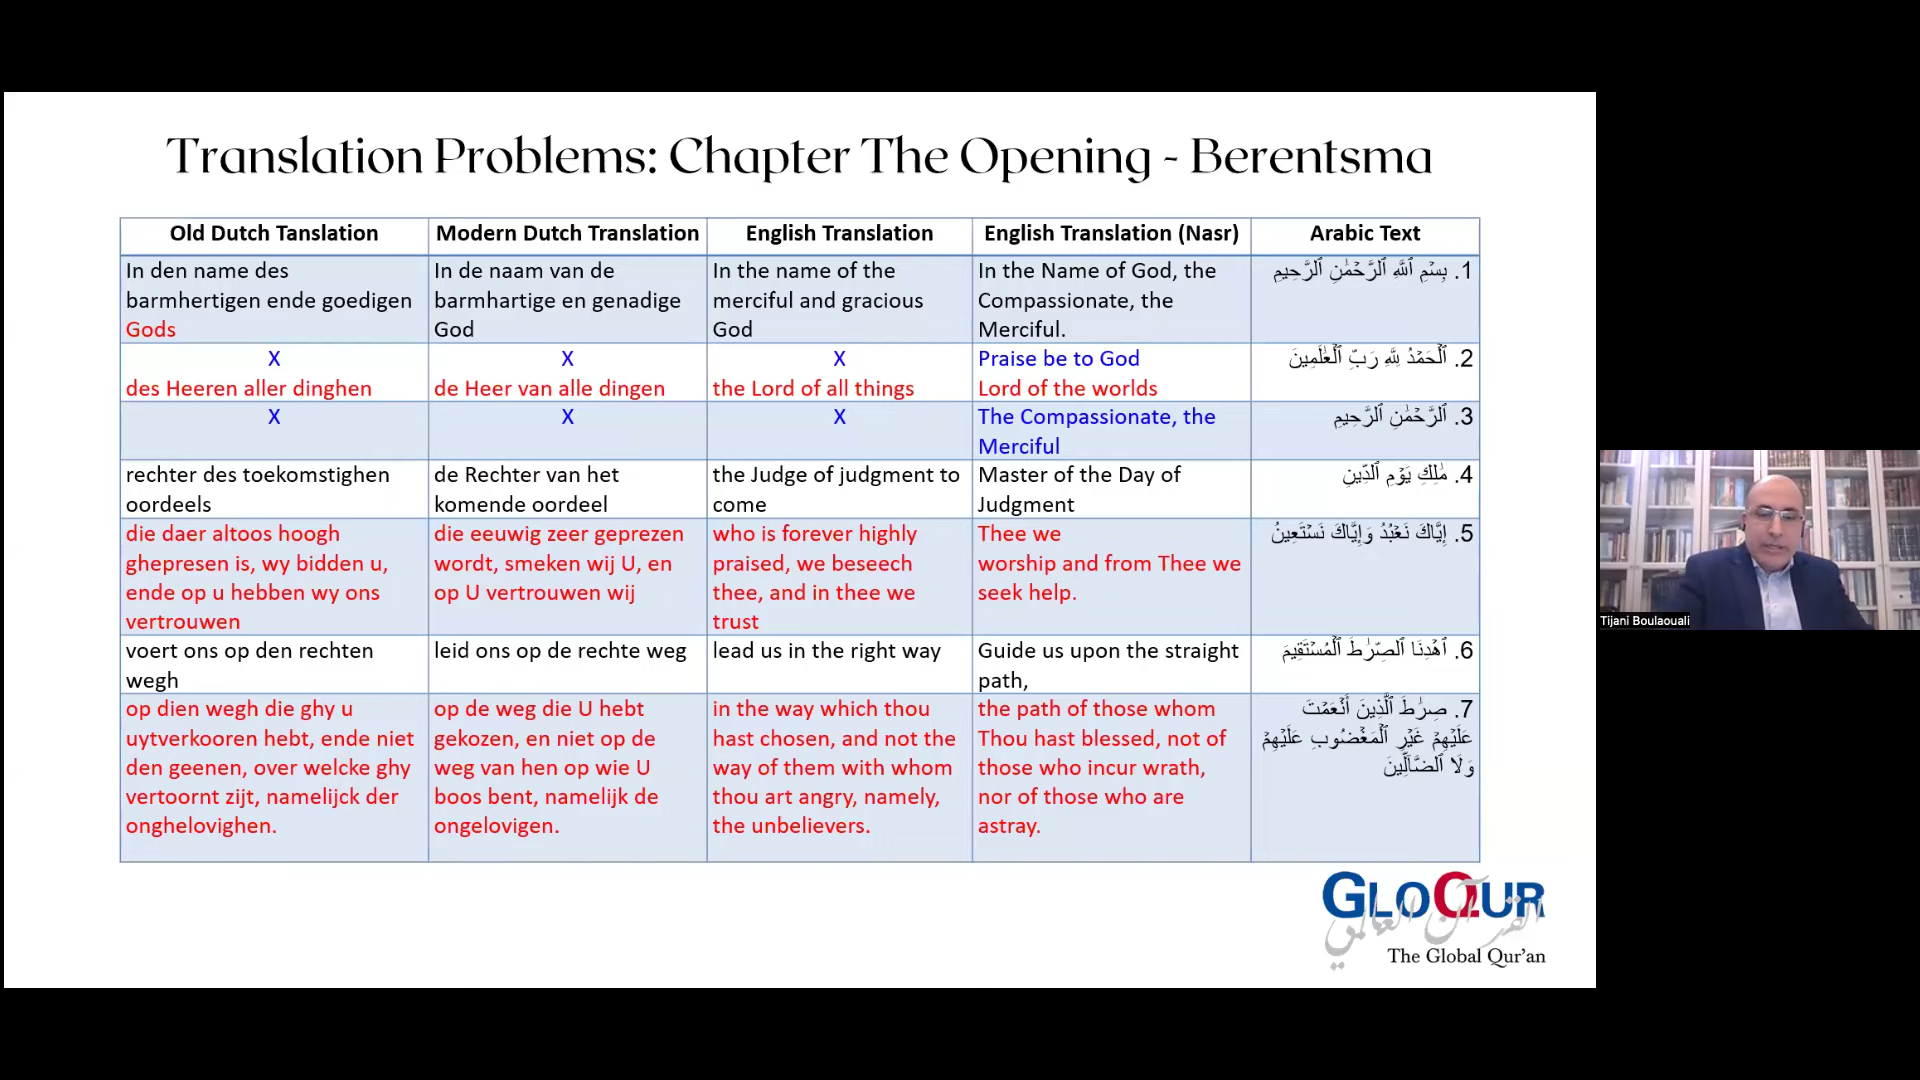 Translation Problems: Chapter The Opening - Berentsma
Old Dutch Tanslation
Modern Dutch Translation
English Translation
English Translation (Nasr)
Arabic Text
In den name des
barmhertigen ende goedigen
Gods
In de naam van de
barmhartige en genadige
God
In the name of the
merciful and gracious
God
In the Name of God, the
Compassionate, the
Merciful.
1. بِسْمِ ٱللَّهِ ٱلرَّحْمَٰنِ ٱلرَّحِيمِ
X
des Heeren aller dinghen
X
de Heer van alle dingen
X
the Lord of all things
Praise be to God
Lord of the worlds
2. ٱلْحَمْدُ لِلَّهِ رَبِّ ٱلْعَٰلَمِينَ
X
X
X
The Compassionate, the
Merciful
3. ٱلرَّحْمَٰنِ ٱلرَّحِيمِ
rechter des toekomstighen
oordeels
de Rechter van het
komende oordeel
the Judge of judgment to
come
Master of the Day of
Judgment
4. مَٰلِكِ يَوْمِ ٱلدِّينِ
die daer altoos hoogh
ghepresen is, wy bidden u,
ende op u hebben wy ons
vertrouwen
die eeuwig zeer geprezen
wordt, smeken wij U, en
op U vertrouwen wij
who is forever highly
praised, we beseech
thee, and in thee we
trust
Thee we
worship and from Thee we
seek help.
5. إِيَّاكَ نَعْبُدُ وَإِيَّاكَ نَسْتَعِينُ
voert ons op den rechten
wegh
leid ons op de rechte weg
lead us in the right way
Guide us upon the straight
path,
6. ٱهْدِنَا ٱلصِّرَٰطَ ٱلْمُسْتَقِيمَ
op dien wegh die ghy u
uytverkooren hebt, ende niet
den geenen, over welcke ghy
vertoornt zijt, namelijck der
onghelovighen.
op de weg die U hebt
gekozen, en niet op de
weg van hen op wie U
boos bent, namelijk de
ongelovigen.
in the way which thou
hast chosen, and not the
way of them with whom
thou art angry, namely,
the unbelievers.
the path of those whom
Thou hast blessed, not of
those who incur wrath,
nor of those who are
astray.
7. صِرَٰطَ ٱلَّذِينَ أَنْعَمْتَ
عَلَيْهِمْ غَيْرِ ٱلْمَغْضُوبِ عَلَيْهِمْ
وَلَا ٱلضَّآلِّينَ
GLOQUR
القرآن العالمي
The Global Qur'an
Tijani Boulaouali